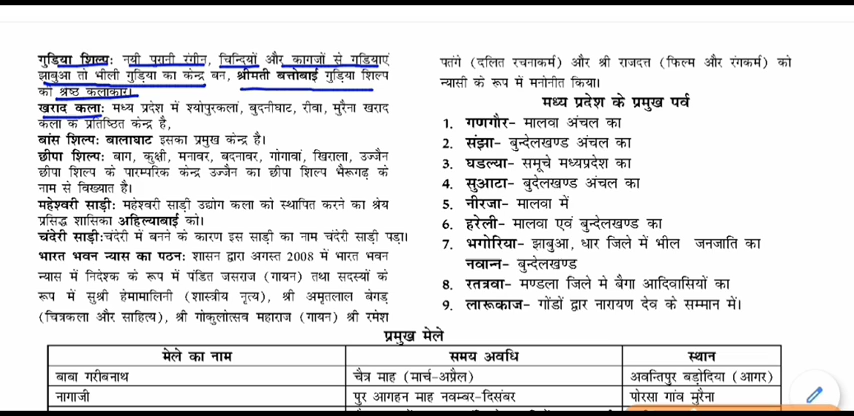 गुड़िया शिल्प: नयी पुरानी रंगीन, चिन्दियों और कागजों से गुड़ियाएं
झाबुआ तो भीली गुड़िया का केन्द्र बन, श्रीमती बत्तोबाई गुड़िया शिल्प
की श्रेष्ठ कलाकार।
खराद कला: मध्य प्रदेश में श्योपुरकलां, बुदनीघाट, रीवा, मुरैना खराद
कला के प्रतिष्ठित केन्द्र है,
बांस शिल्प: बालाघाट इसका प्रमुख केन्द्र है।
छीपा शिल्प: बाग, कुक्षी, मनावर, बदनावर, गोगावां, खिराला, उज्जैन
छीपा शिल्प के पारम्परिक केन्द्र उज्जैन का छीपा शिल्प भैरूगढ़ के
नाम से विख्यात है।
महेश्वरी साड़ी: महेश्वरी साड़ी उद्योग कला को स्थापित करने का श्रेय
प्रसिद्ध शासिका अहिल्याबाई को।
चंदेरी साड़ी:चंदेरी में बनने के कारण इस साड़ी का नाम चंदेरी साड़ी पड़ा।
भारत भवन न्यास का पठन: शासन द्वारा अगस्त 2008 में भारत भवन
न्यास में निदेश्क के रूप में पंडित जसराज (गायन) तथा सदस्यों के
रूप में सुश्री हेमामालिनी (शास्त्रीय नृत्य), श्री अमृतलाल बेगड़
(चित्रकला और साहित्य), श्री गोकुलोत्सव महाराज (गायन) श्री रमेश
पतंगे (दलित रचनाकर्म) और श्री राजदत्त (फिल्म और रंगकर्म) को
न्यासी के रूप में मनोनीत किया।
मध्य प्रदेश के प्रमुख पर्व
1. गणगौर- मालवा अंचल का
2. संझा- बुन्देलखण्ड अंचल का
3. घडल्या- समूचे मध्यप्रदेश का
4. सुआटा- बुदेलखण्ड अंचल का
5. नीरजा- मालवा में
6. हरेली- मालवा एवं बुन्देलखण्ड का
7. भगोरिया- झाबुआ, धार जिले में भील जनजाति का
नवान्न- बुन्देलखण्ड
8. रतत्रवा- मण्डला जिले मे बैगा आदिवासियों का
9. लारूकाज- गोंडों द्वार नारायण देव के सम्मान में।
प्रमुख मेले
मेले का नाम समय अवधि स्थान
बाबा गरीबनाथ चैत्र माह (मार्च-अप्रैल) अवन्तिपुर बड़ोदिया (आगर)
नागाजी पुर आगहन माह नवम्बर-दिसंबर पोरसा गांव मुरैना